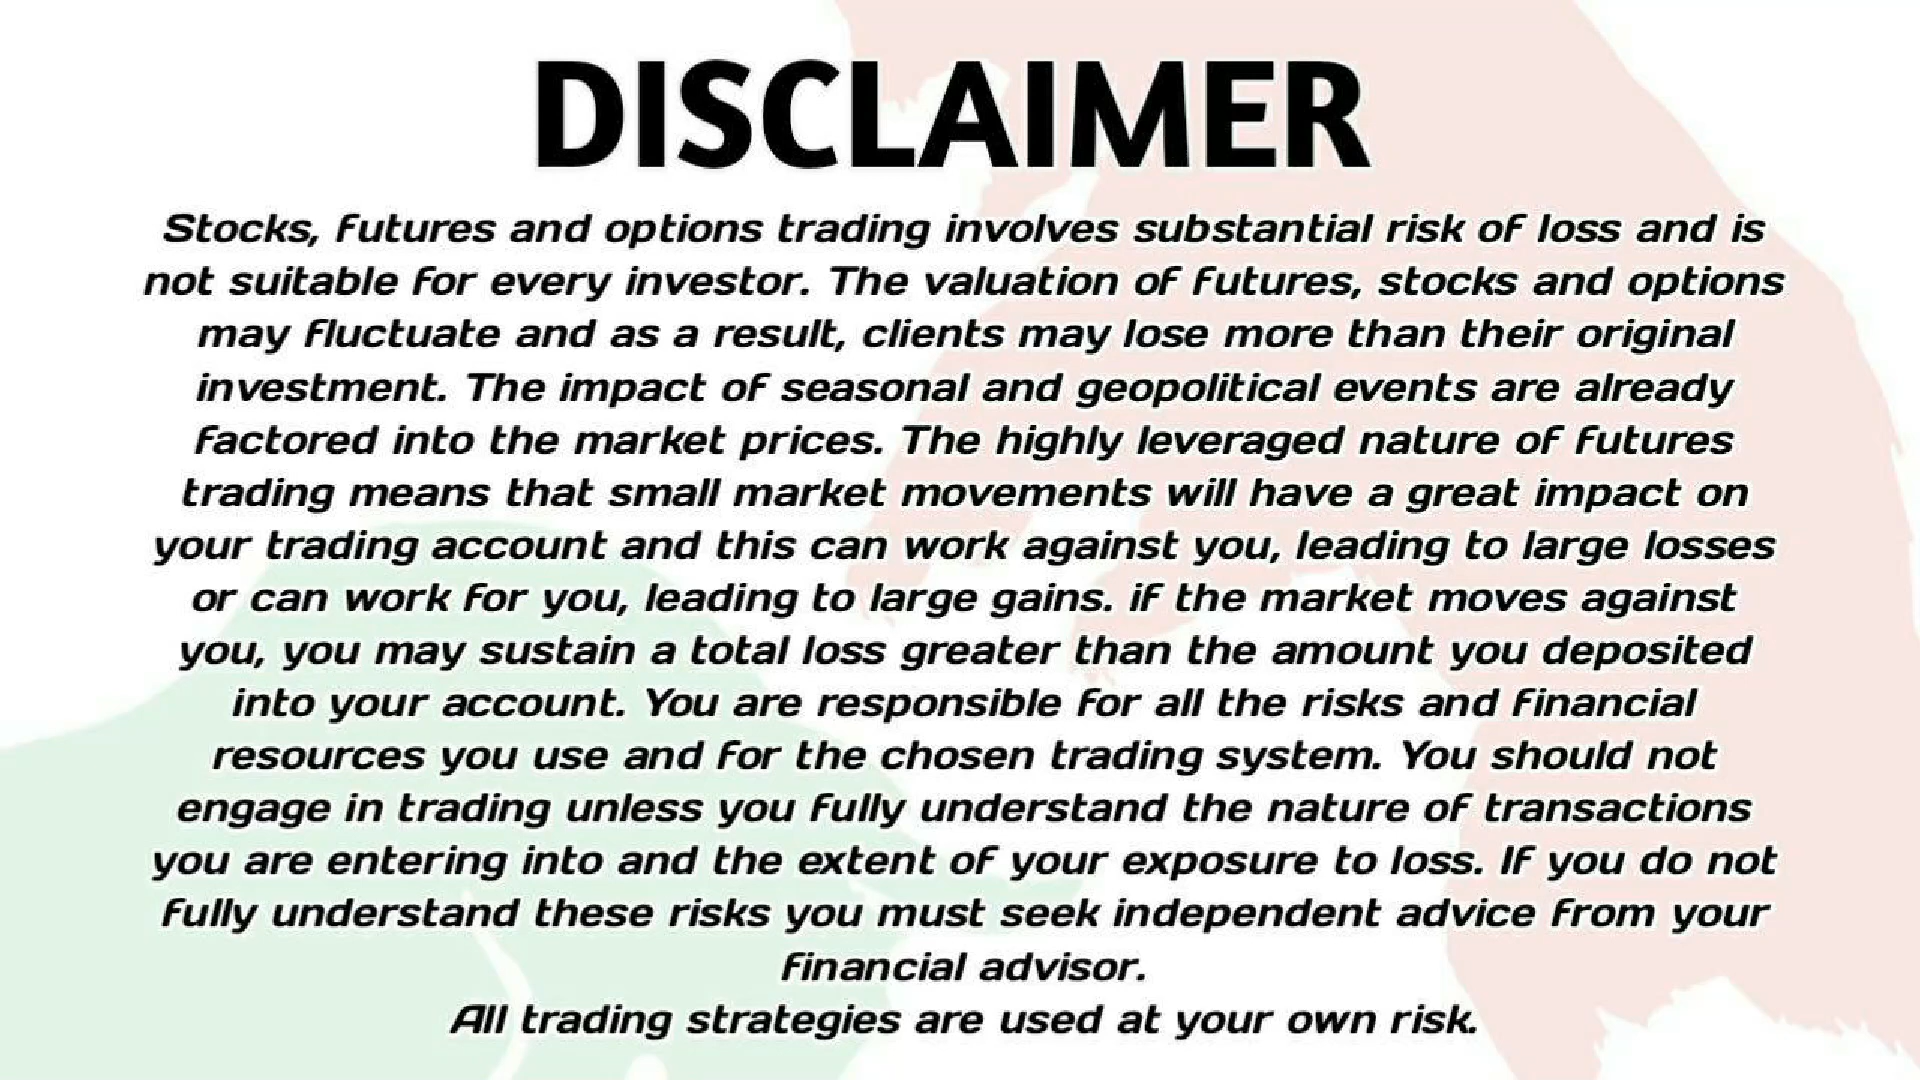 DISCLAIMER
Stocks, futures and options trading involves substantial risk of loss and is
not suitable for every investor. The valuation of futures, stocks and options
may fluctuate and as a result, clients may lose more than their original
investment. The impact of seasonal and geopolitical events are already
factored into the market prices. The highly leveraged nature of futures
trading means that small market movements will have a great impact on
your trading account and this can work against you, leading to large losses
or can work for you, leading to large gains. if the market moves against
you, you may sustain a total loss greater than the amount you deposited
into your account. You are responsible for all the risks and financial
resources you use and for the chosen trading system. You should not
engage in trading unless you fully understand the nature of transactions
you are entering into and the extent of your exposure to loss. If you do not
fully understand these risks you must seek independent advice from your
financial advisor.
All trading strategies are used at your own risk.